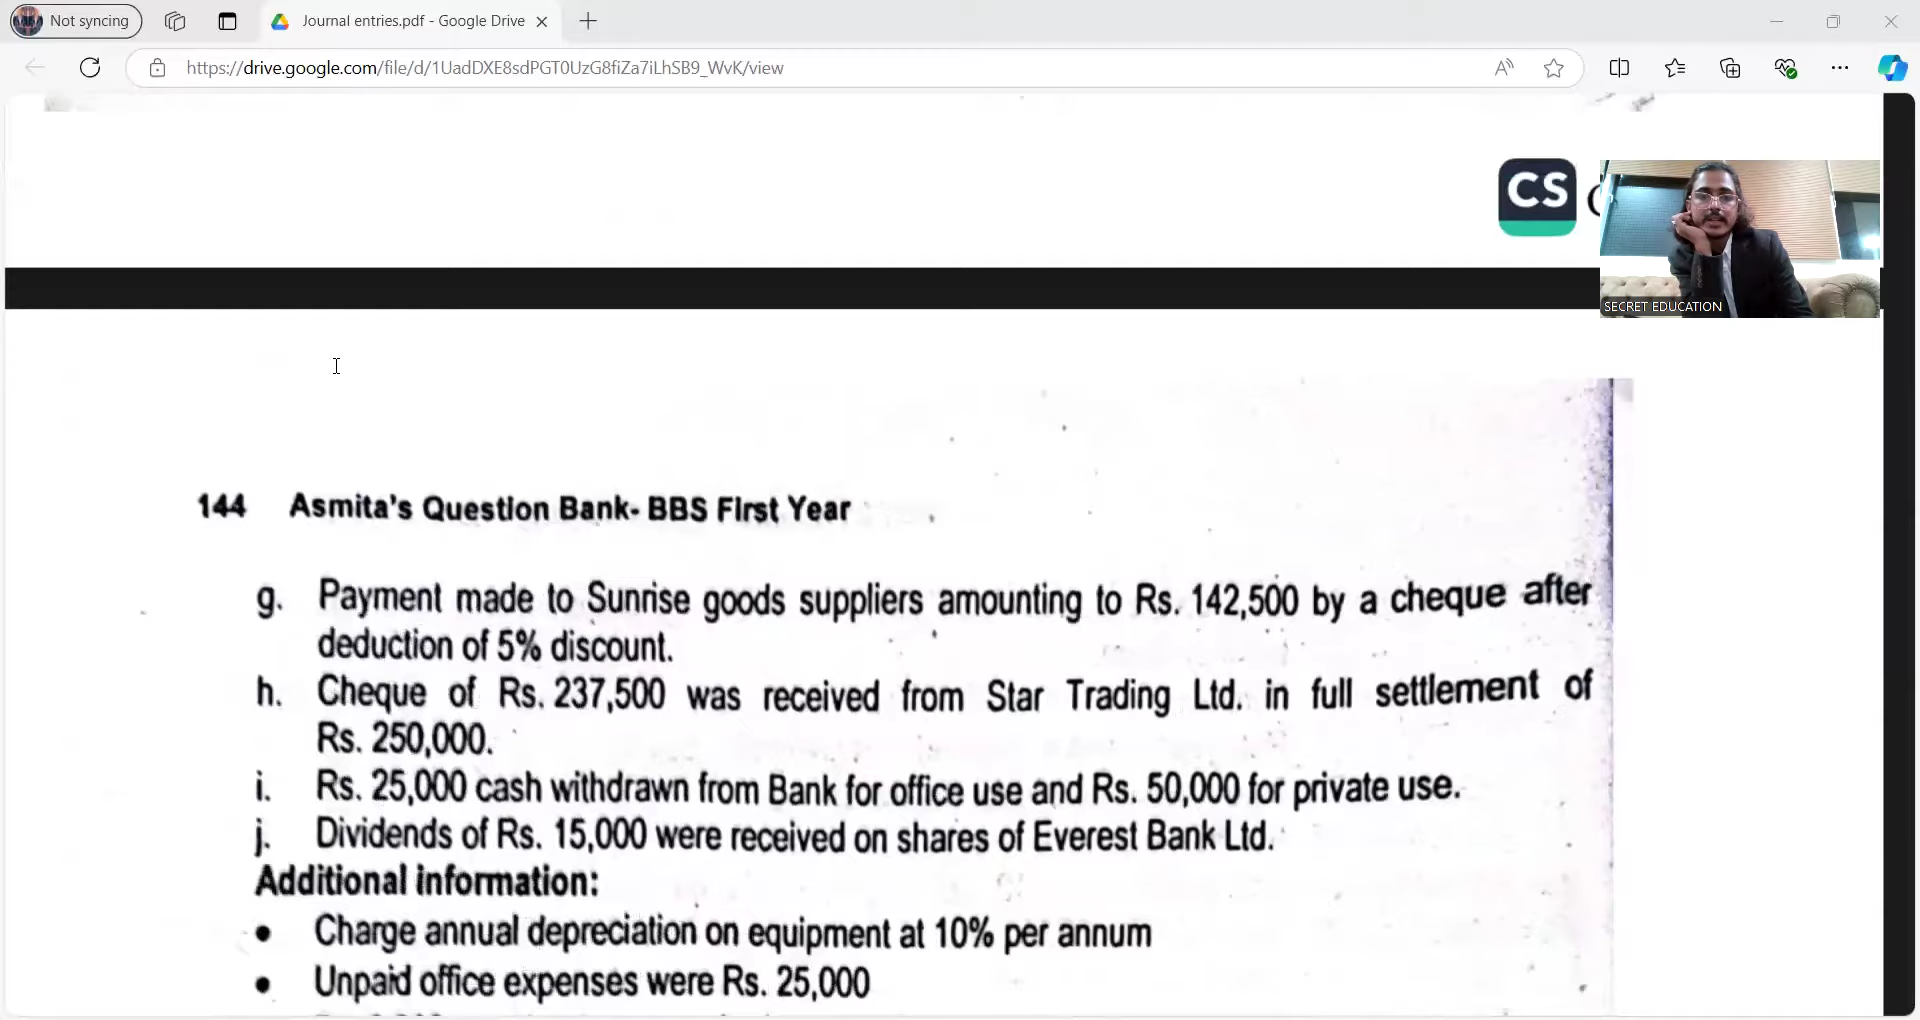 Not syncing
Journal entries.pdf - Google Drive
https://drive.google.com/file/d/1UadDXE8sdPGT0UzG8fiZa7iLhSB9_WvK/view
CS
SECRET EDUCATION
144 Asmita's Question Bank- BBS First Year
g. Payment made to Sunrise goods suppliers amounting to Rs. 142,500 by a cheque after
deduction of 5% discount.
h. Cheque of Rs. 237,500 was received from Star Trading Ltd. in full settlement of
Rs. 250,000.
i. Rs. 25,000 cash withdrawn from Bank for office use and Rs. 50,000 for private use.
j. Dividends of Rs. 15,000 were received on shares of Everest Bank Ltd.
Additional information:
• Charge annual depreciation on equipment at 10% per annum
• Unpaid office expenses were Rs. 25,000